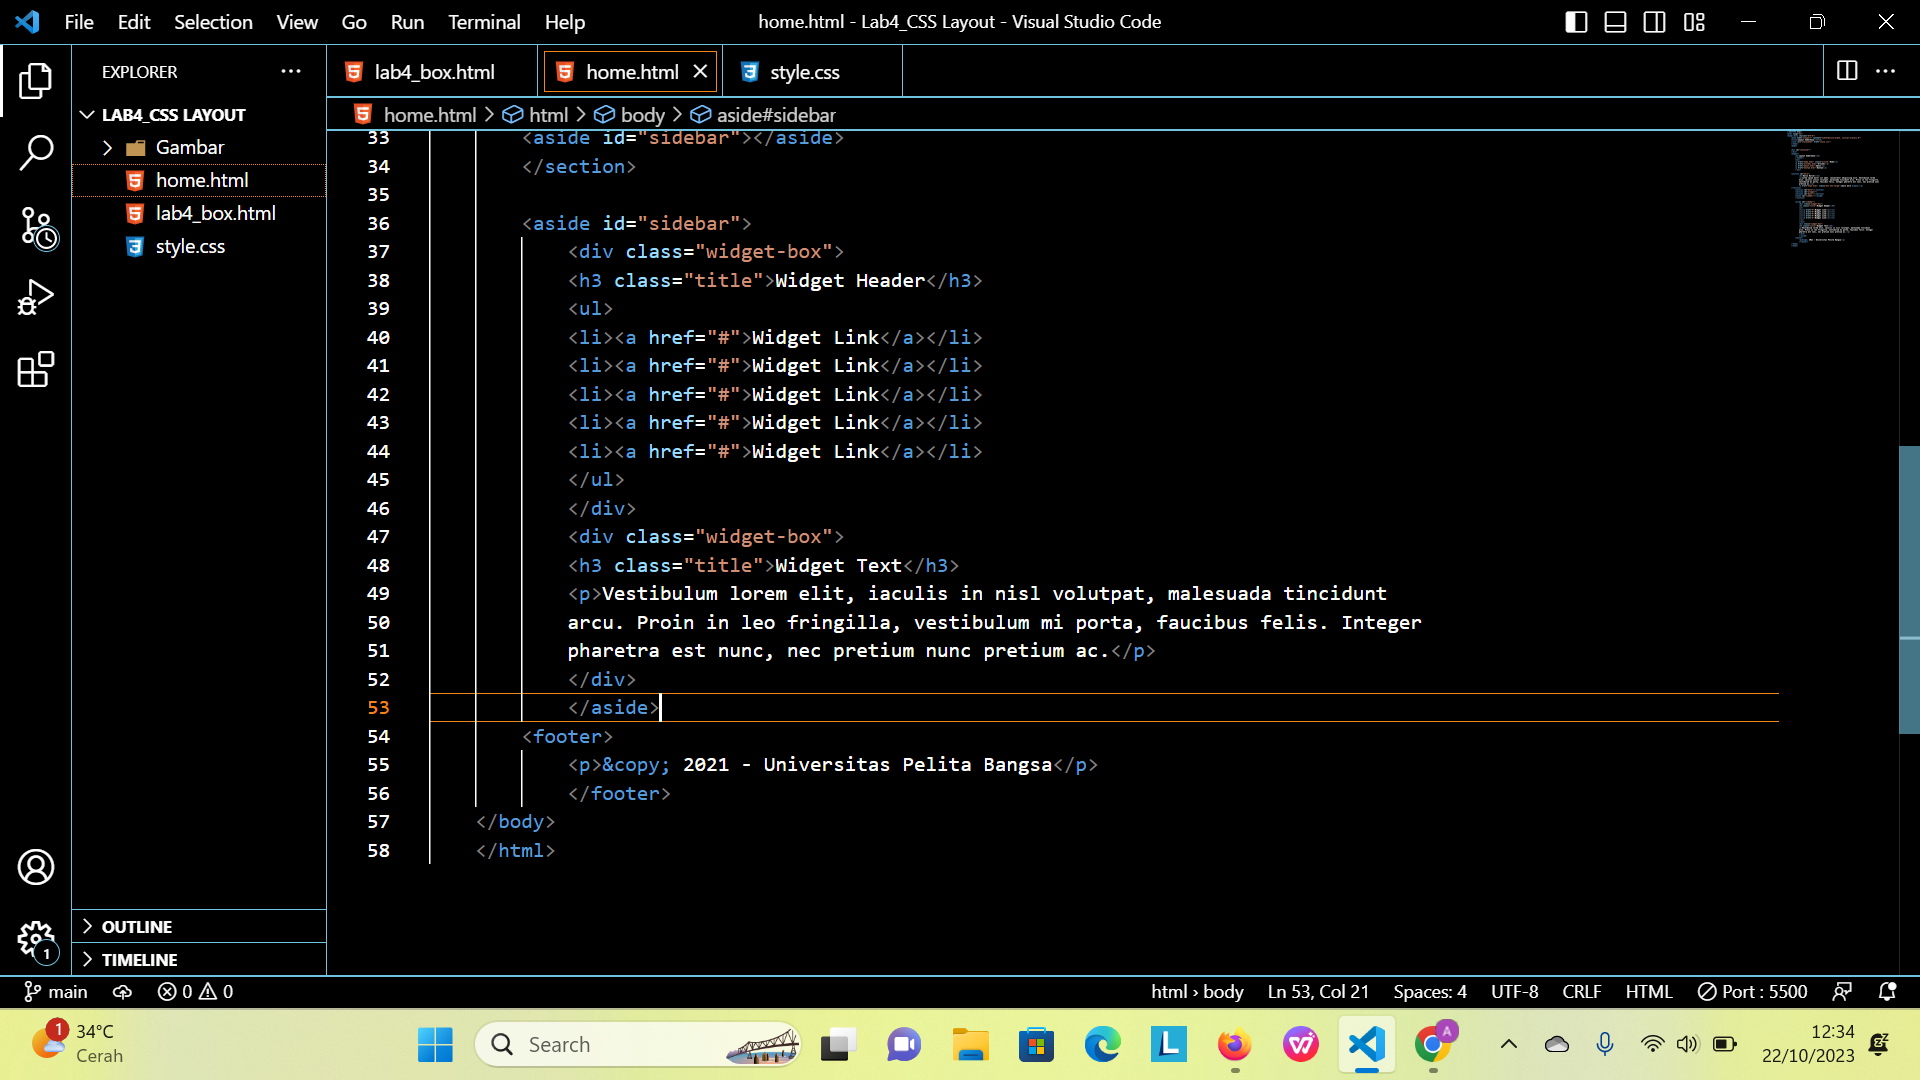 File Edit Selection View Go Run Terminal Help
home.html - Lab4_CSS Layout - Visual Studio Code
EXPLORER
LAB4_CSS LAYOUT
Gambar
home.html
lab4_box.html
style.css
OUTLINE
TIMELINE
lab4_box.html
home.html
style.css
home.html > html > body > aside#sidebar
33 <aside id="sidebar"></aside>
34 </section>
35
36 <aside id="sidebar">
37 <div class="widget-box">
38 <h3 class="title">Widget Header</h3>
39 <ul>
40 <li><a href="#">Widget Link</a></li>
41 <li><a href="#">Widget Link</a></li>
42 <li><a href="#">Widget Link</a></li>
43 <li><a href="#">Widget Link</a></li>
44 <li><a href="#">Widget Link</a></li>
45 </ul>
46 </div>
47 <div class="widget-box">
48 <h3 class="title">Widget Text</h3>
49 <p>Vestibulum lorem elit, iaculis in nisl volutpat, malesuada tincidunt
50 arcu. Proin in leo fringilla, vestibulum mi porta, faucibus felis. Integer
51 pharetra est nunc, nec pretium nunc pretium ac.</p>
52 </div>
53 </aside>
54 <footer>
55 <p>&copy; 2021 - Universitas Pelita Bangsa</p>
56 </footer>
57 </body>
58 </html>
1
main 0 0
html › body Ln 53, Col 21 Spaces: 4 UTF-8 CRLF HTML Port : 5500
1
34°C
Cerah
Search
L
A
12:34
22/10/2023